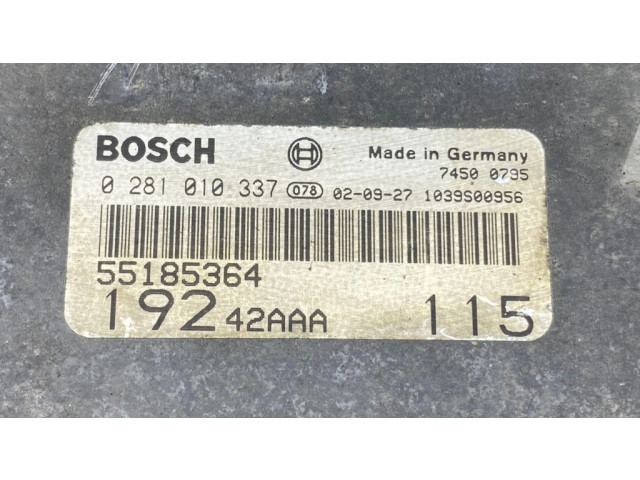 BOSCH Made in Germany
7450 0795
0 281 010 337 078 02-09-27 1039S00956
55185364
192 42AAA 115